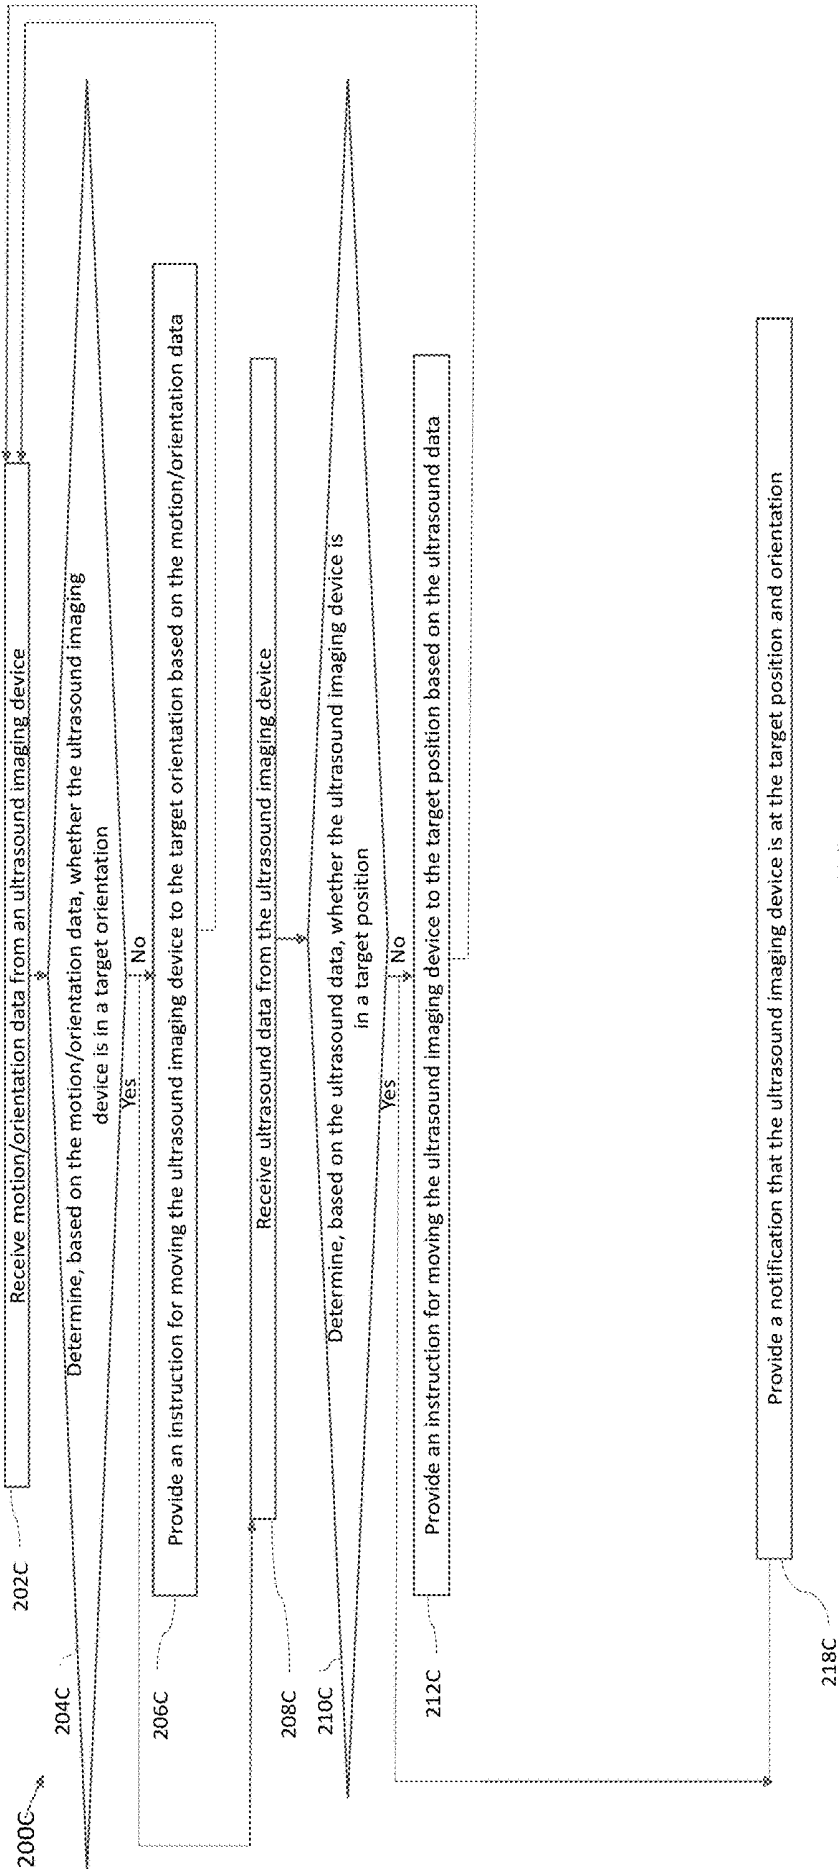 200C
202C
Receive motion/orientation data from an ultrasound imaging device
204C
Determine, based on the motion/orientation data, whether the ultrasound imaging
device is in a target orientation
Yes
No
206C
Provide an instruction for moving the ultrasound imaging device to the target orientation based on the motion/orientation data
208C
Receive ultrasound data from the ultrasound imaging device
210C
Determine, based on the ultrasound data, whether the ultrasound imaging device is
in a target position
Yes
No
212C
Provide an instruction for moving the ultrasound imaging device to the target position based on the ultrasound data
218C
Provide a notification that the ultrasound imaging device is at the target position and orientation